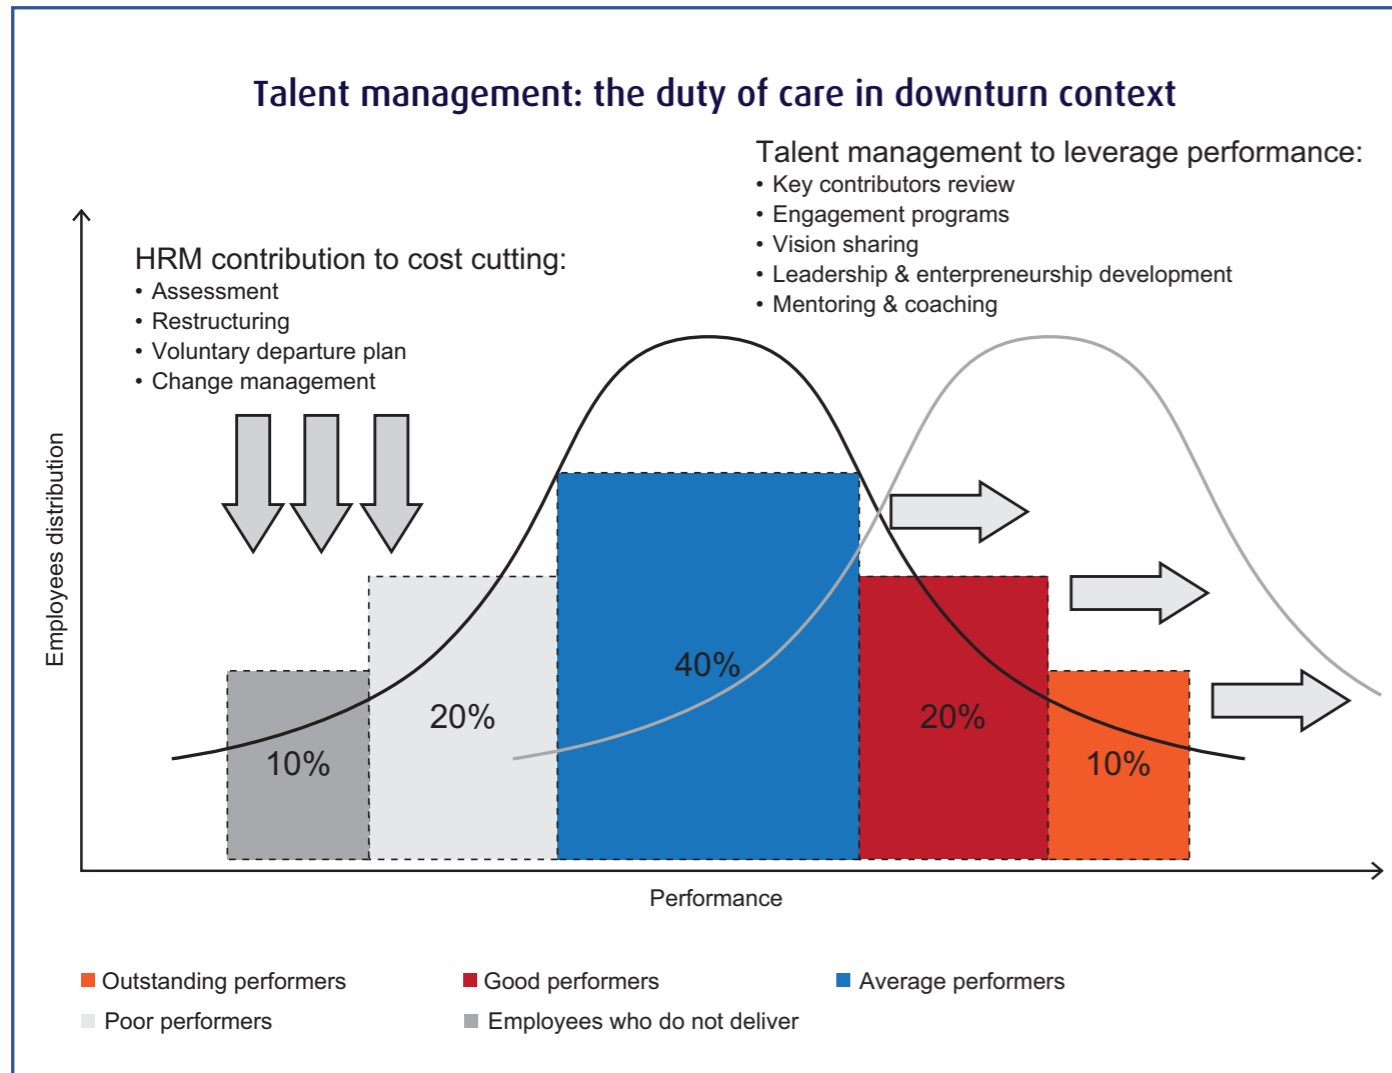 Talent management: the duty of care in downturn context
Talent management to leverage performance:
• Key contributors review
• Engagement programs
• Vision sharing
• Leadership & enterpreneurship development
• Mentoring & coaching
HRM contribution to cost cutting:
• Assessment
• Restructuring
• Voluntary departure plan
• Change management
Employees distribution
10%
20%
40%
20%
10%
Performance
Outstanding performers
Good performers
Average performers
Poor performers
Employees who do not deliver